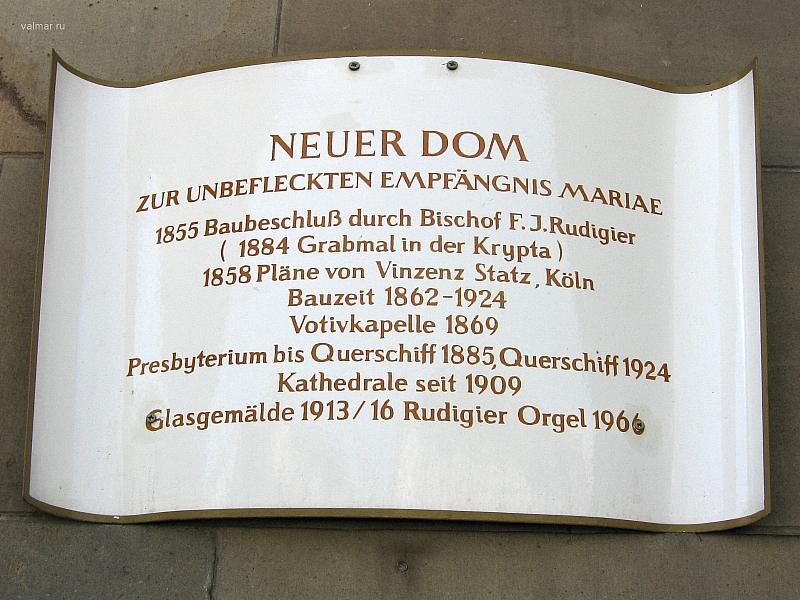 valmar.ru
NEUER DOM
ZUR UNBEFLECKTEN EMPFÄNGNIS MARIAE
1855 Baubeschluß durch Bischof F. J. Rudigier
( 1884 Grabmal in der Krypta )
1858 Pläne von Vinzenz Statz, Köln
Bauzeit 1862-1924
Votivkapelle 1869
Presbyterium bis Querschiff 1885, Querschiff 1924
Kathedrale seit 1909
Glasgemälde 1913/16 Rudigier Orgel 1966